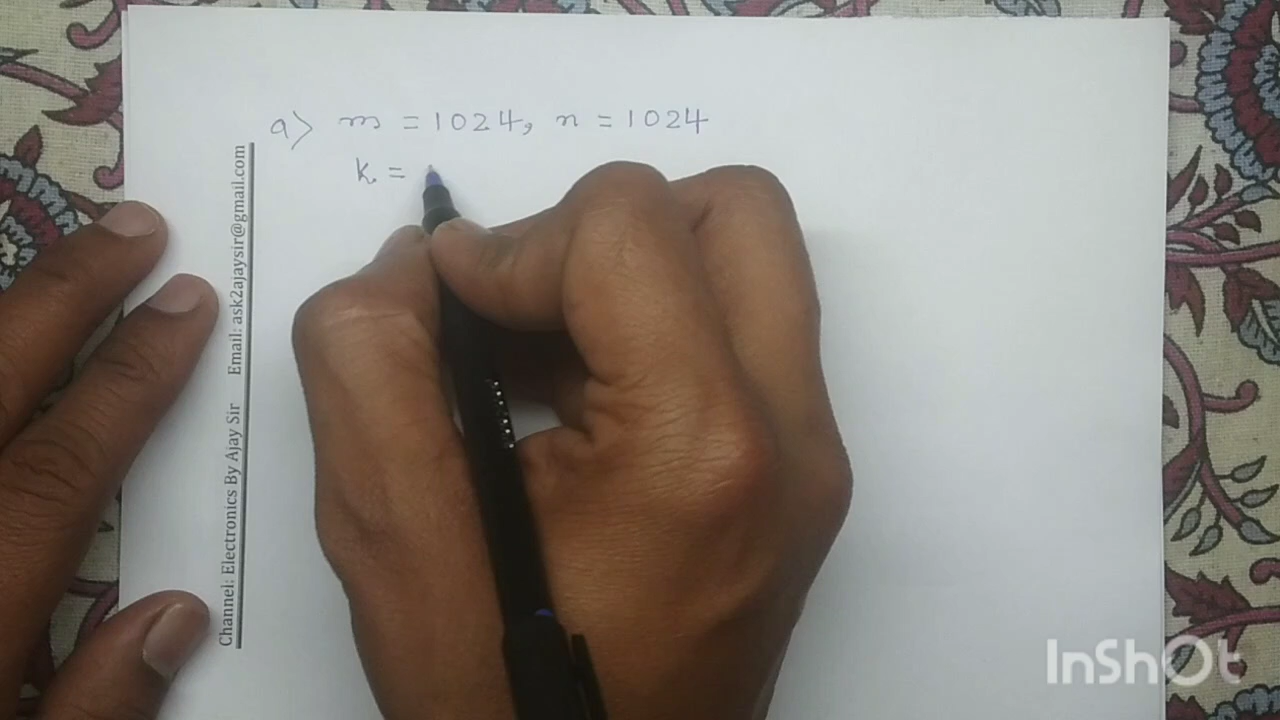 a> m = 1024, n = 1024
k =
Channel: Electronics By Ajay Sir Email: ask2ajaysir@gmail.com
InShOt